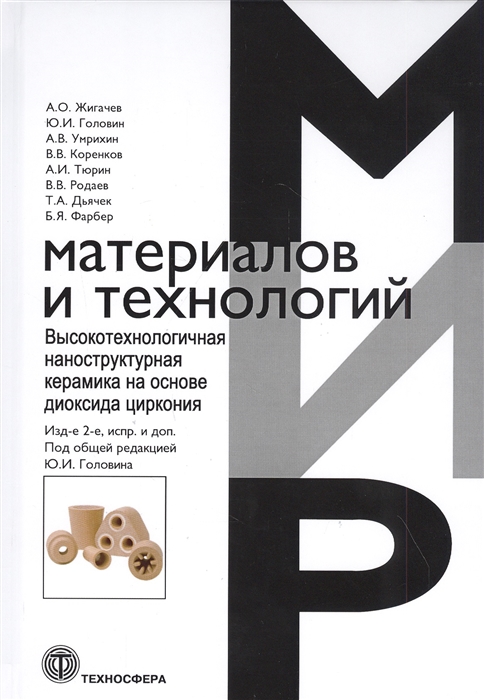 А.О. Жигачев
Ю.И. Головин
А.В. Умрихин
В.В. Коренков
А.И. Тюрин
В.В. Родаев
Т.А. Дьячек
Б.Я. Фарбер
МИР
материалов
и технологий
Высокотехнологичная
наноструктурная
керамика на основе
диоксида циркония
Изд-е 2-е, испр. и доп.
Под общей редакцией
Ю.И. Головина
ТЕХНОСФЕРА